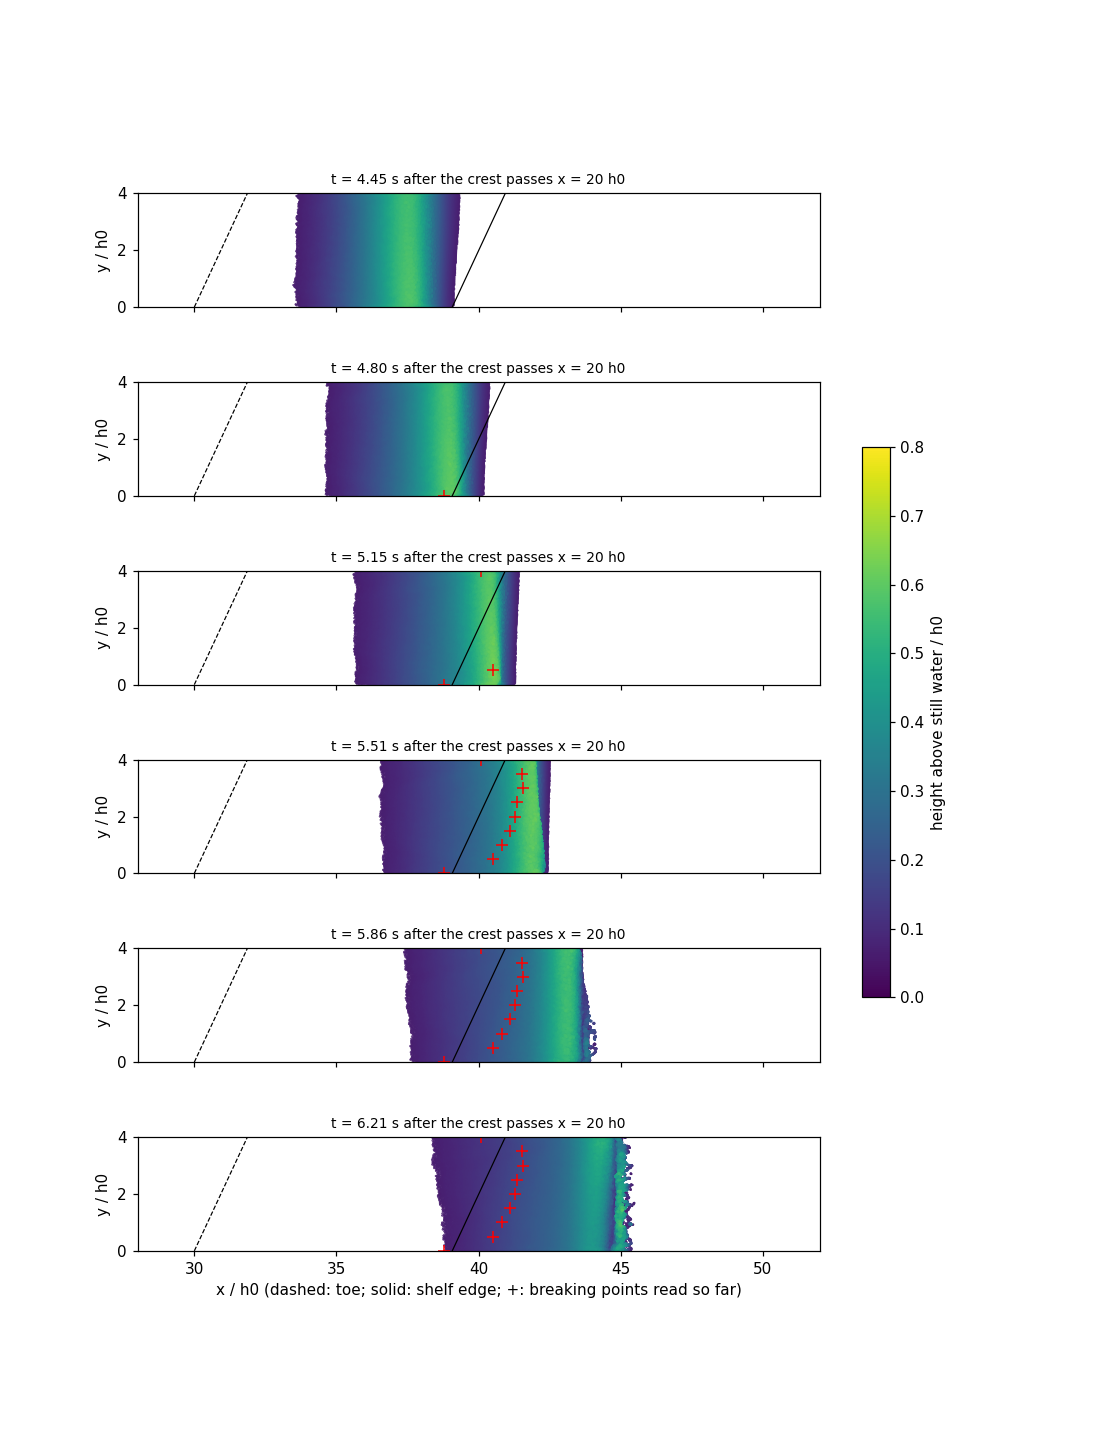 t = 4.45 s after the crest passes x = 20 h0
4
2
0
y / h0
t = 4.80 s after the crest passes x = 20 h0
4
2
0
y / h0
t = 5.15 s after the crest passes x = 20 h0
4
2
0
y / h0
t = 5.51 s after the crest passes x = 20 h0
4
2
0
y / h0
t = 5.86 s after the crest passes x = 20 h0
4
2
0
y / h0
t = 6.21 s after the crest passes x = 20 h0
4
2
0
y / h0
30 35 40 45 50
x / h0 (dashed: toe; solid: shelf edge; +: breaking points read so far)
0.8
0.7
0.6
0.5
0.4
0.3
0.2
0.1
0.0
height above still water / h0